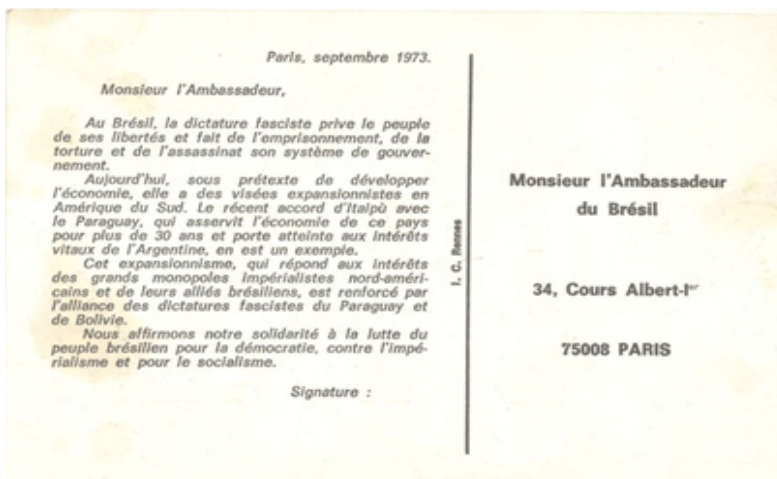 Paris, septembre 1973.
Monsieur l'Ambassadeur,
Au Brésil, la dictature fasciste prive le peuple
de ses libertés et fait de l'emprisonnement, de la
torture et de l'assassinat son système de gouver-
nement.
Aujourd'hui, sous prétexte de développer
l'économie, elle a des visées expansionnistes en
Amérique du Sud. Le récent accord d'Itaipù avec
le Paraguay, qui asservit l'économie de ce pays
pour plus de 30 ans et porte atteinte aux intérêts
vitaux de l'Argentine, en est un exemple.
Cet expansionnisme, qui répond aux intérêts
des grands monopoles impérialistes nord-améri-
cains et de leurs alliés brésiliens, est renforcé par
l'alliance des dictatures fascistes du Paraguay et
de Bolivie.
Nous affirmons notre solidarité à la lutte du
peuple brésilien pour la démocratie, contre l'impé-
rialisme et pour le socialisme.
Signature :
I. C. Rennes
Monsieur l'Ambassadeur
du Brésil
34, Cours Albert-Ier
75008 PARIS